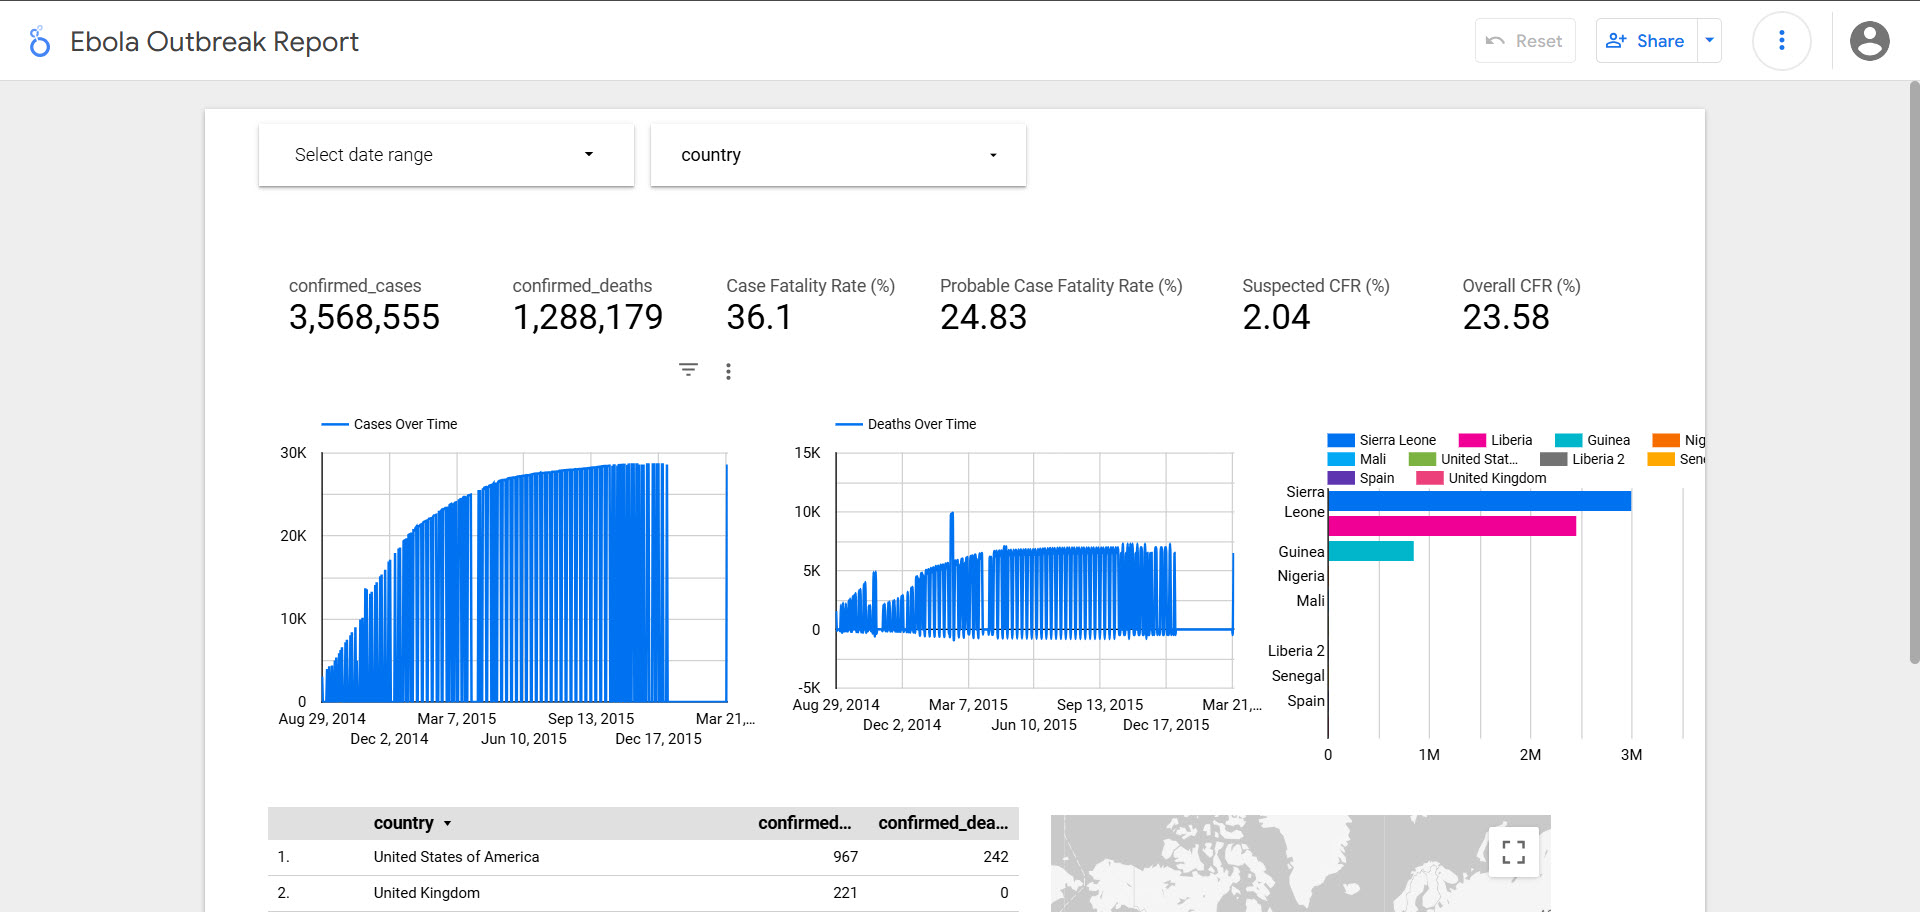 Ebola Outbreak Report
Reset
Share
Select date range
country
confirmed_cases
3,568,555
confirmed_deaths
1,288,179
Case Fatality Rate (%)
36.1
Probable Case Fatality Rate (%)
24.83
Suspected CFR (%)
2.04
Overall CFR (%)
23.58
Cases Over Time
30K
20K
10K
0
Aug 29, 2014
Dec 2, 2014
Mar 7, 2015
Jun 10, 2015
Sep 13, 2015
Dec 17, 2015
Mar 21,...
Deaths Over Time
15K
10K
5K
0
-5K
Aug 29, 2014
Dec 2, 2014
Mar 7, 2015
Jun 10, 2015
Sep 13, 2015
Dec 17, 2015
Mar 21,...
Sierra Leone Liberia Guinea Nig
Mali United Stat... Liberia 2 Sen
Spain United Kingdom
Sierra
Leone
Guinea
Nigeria
Mali
Liberia 2
Senegal
Spain
0 1M 2M 3M
country confirmed... confirmed_dea...
1. United States of America 967 242
2. United Kingdom 221 0